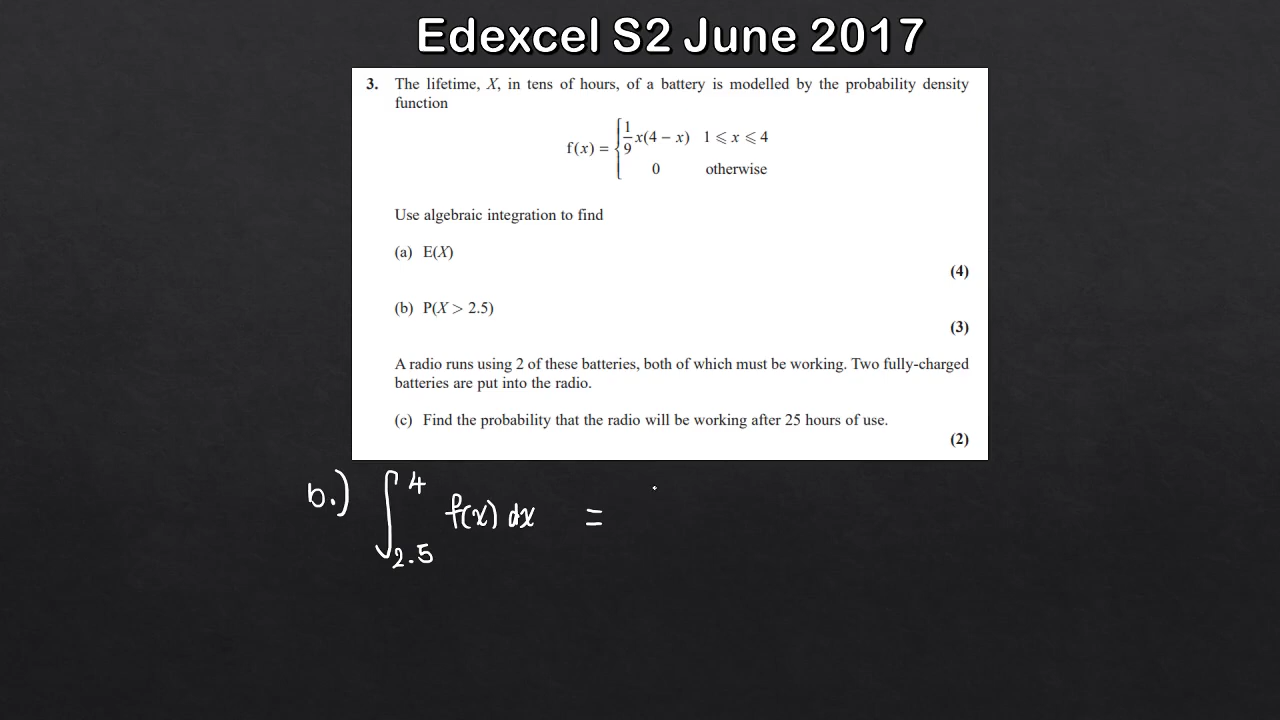 Edexcel S2 June 2017
3. The lifetime, X, in tens of hours, of a battery is modelled by the probability density
function
f(x) = { 1/9 x(4 − x) 1 ⩽ x ⩽ 4
0 otherwise
Use algebraic integration to find
(a) E(X)
(4)
(b) P(X > 2.5)
(3)
A radio runs using 2 of these batteries, both of which must be working. Two fully-charged
batteries are put into the radio.
(c) Find the probability that the radio will be working after 25 hours of use.
(2)
b.) ∫_{2.5}^{4} f(x) dx =